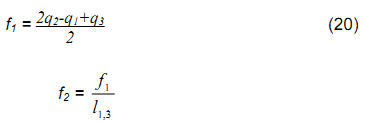 f₁ = (2q₂-q₁+q₃)/2 (20)
f₂ = f₁/l₁,₃